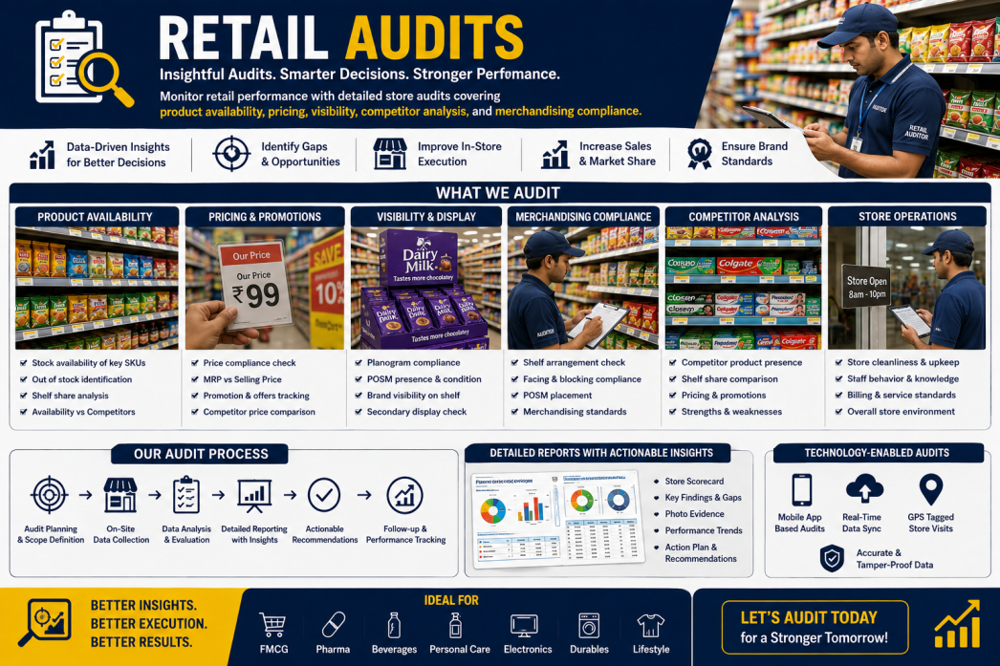 RETAIL AUDITS
Insightful Audits. Smarter Decisions. Stronger Perfomance.
Monitor retail performance with detailed store audits covering
product availability, pricing, visibility, competitor analysis, and merchandising compliance.
AUDITOR
RETAIL
AUDITOR
Data-Driven Insights
for Better Decisions
Identify Gaps
& Opportunities
Improve In-Store
Execution
Increase Sales
& Market Share
Ensure Brand
Standards
WHAT WE AUDIT
PRODUCT AVAILABILITY
Stock availability of key SKUs
Out of stock identification
Shelf share analysis
Availability vs Competitors
PRICING & PROMOTIONS
Our Price
Our Price
₹99
SAVE
10%
Price compliance check
MRP vs Selling Price
Promotion & offers tracking
Competitor price comparison
VISIBILITY & DISPLAY
Dairy
Milk
Tastes more chocolatey
Dairy Milk
Dairy Milk
Dairy Milk
Tastes more chocolatey
Planogram compliance
POSM presence & condition
Brand visibility on shelf
Secondary display check
MERCHANDISING COMPLIANCE
Shelf arrangement check
Facing & blocking compliance
POSM placement
Merchandising standards
COMPETITOR ANALYSIS
Colgate
closeup
Pepsodent
Colgate
Competitor product presence
Shelf share comparison
Pricing & promotions
Strengths & weaknesses
STORE OPERATIONS
Store Open
8am - 10pm
Store cleanliness & upkeep
Staff behavior & knowledge
Billing & service standards
Overall store environment
OUR AUDIT PROCESS
Audit Planning
& Scope Definition
On-Site
Data Collection
Data Analysis
& Evaluation
Detailed Reporting
with Insights
Actionable
Recommendations
Follow-up &
Performance Tracking
DETAILED REPORTS WITH ACTIONABLE INSIGHTS
Store Scorecard
Key Findings & Gaps
Photo Evidence
Performance Trends
Action Plan &
Recommendations
TECHNOLOGY-ENABLED AUDITS
Mobile App
Based Audits
Real-Time
Data Sync
GPS Tagged
Store Visits
Accurate &
Tamper-Proof Data
BETTER INSIGHTS.
BETTER EXECUTION.
BETTER RESULTS.
IDEAL FOR
FMCG
Pharma
Beverages
Personal Care
Electronics
Durables
Lifestyle
LET'S AUDIT TODAY
for a Stronger Tomorrow!